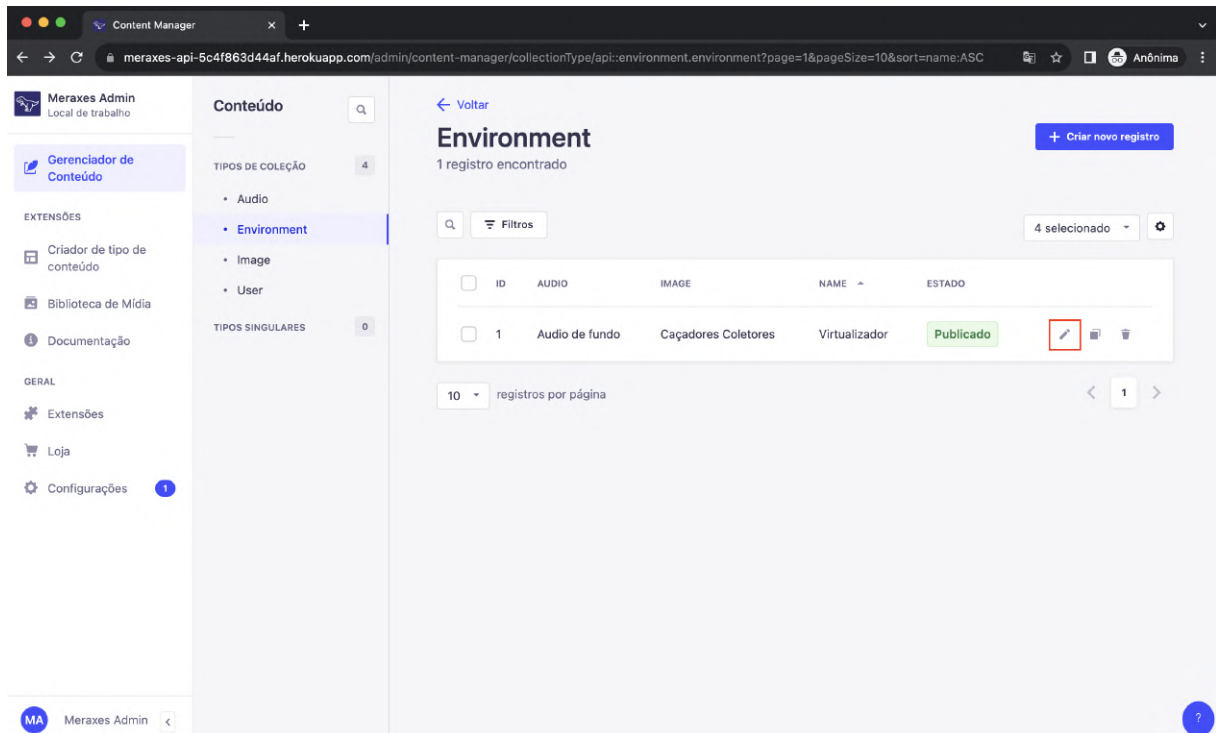 Content Manager
meraxes-api-5c4f863d44af.herokuapp.com/admin/content-manager/collectionType/api::environment.environment?page=1&pageSize=10&sort=name:ASC
Anônima
Meraxes Admin
Local de trabalho
Gerenciador de
Conteúdo
EXTENSÕES
Criador de tipo de
conteúdo
Biblioteca de Mídia
Documentação
GERAL
Extensões
Loja
Configurações 1
MA Meraxes Admin
Conteúdo
TIPOS DE COLEÇÃO 4
• Audio
• Environment
• Image
• User
TIPOS SINGULARES 0
← Voltar
Environment
1 registro encontrado
+ Criar novo registro
Filtros
4 selecionado
ID AUDIO IMAGE NAME ESTADO
1 Audio de fundo Caçadores Coletores Virtualizador Publicado
10 registros por página
< 1 >
?